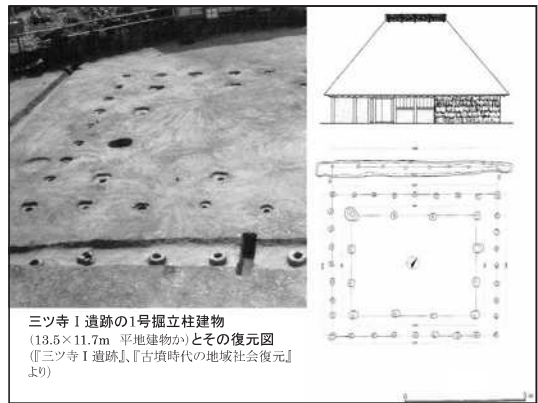 三ツ寺Ⅰ遺跡の1号掘立柱建物
(13.5×11.7m 平地建物か)とその復元図
(『三ツ寺Ⅰ遺跡』、『古墳時代の地域社会復元』
より)